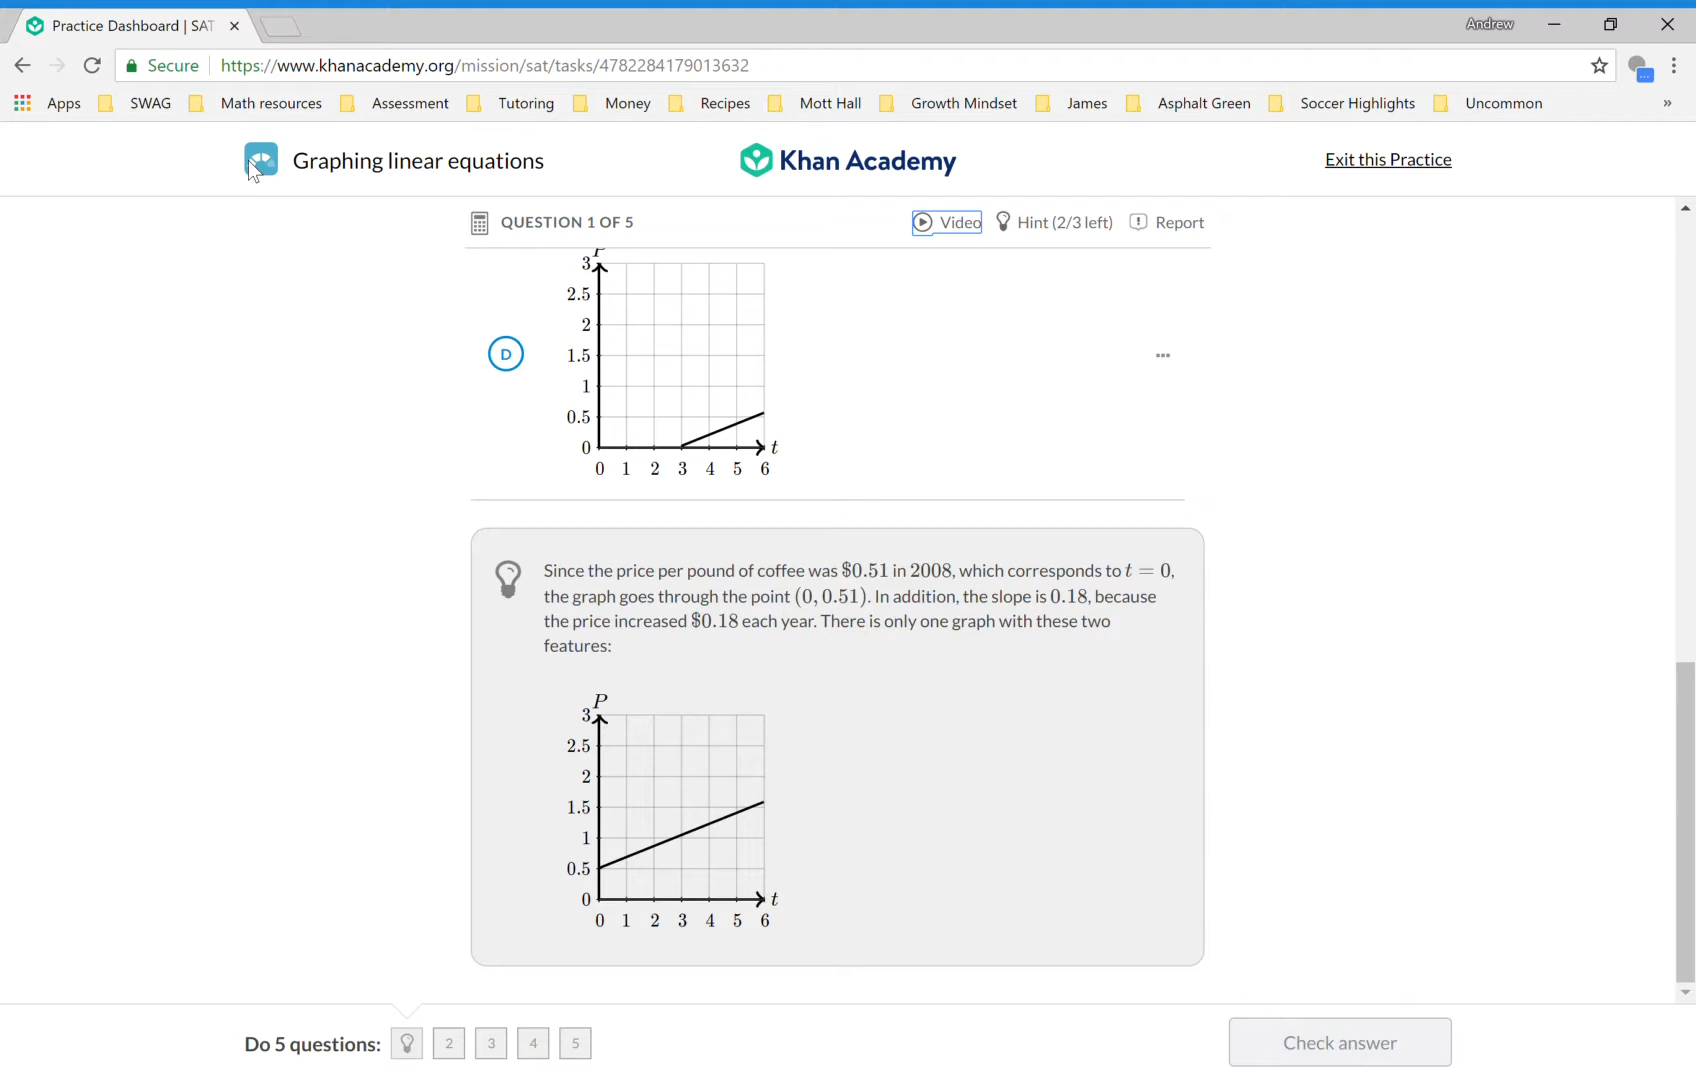 Practice Dashboard | SAT
Andrew
Secure
https://www.khanacademy.org/mission/sat/tasks/4782284179013632
Apps SWAG Math resources Assessment Tutoring Money Recipes Mott Hall Growth Mindset James Asphalt Green Soccer Highlights Uncommon »
Graphing linear equations
Khan Academy
Exit this Practice
QUESTION 1 OF 5
Video Hint (2/3 left) Report
P
3
2.5
2
1.5
1
0.5
0
t
0 1 2 3 4 5 6
D
Since the price per pound of coffee was $0.51 in 2008, which corresponds to t = 0,
the graph goes through the point (0, 0.51). In addition, the slope is 0.18, because
the price increased $0.18 each year. There is only one graph with these two
features:
P
3
2.5
2
1.5
1
0.5
0
t
0 1 2 3 4 5 6
Do 5 questions: 2 3 4 5
Check answer